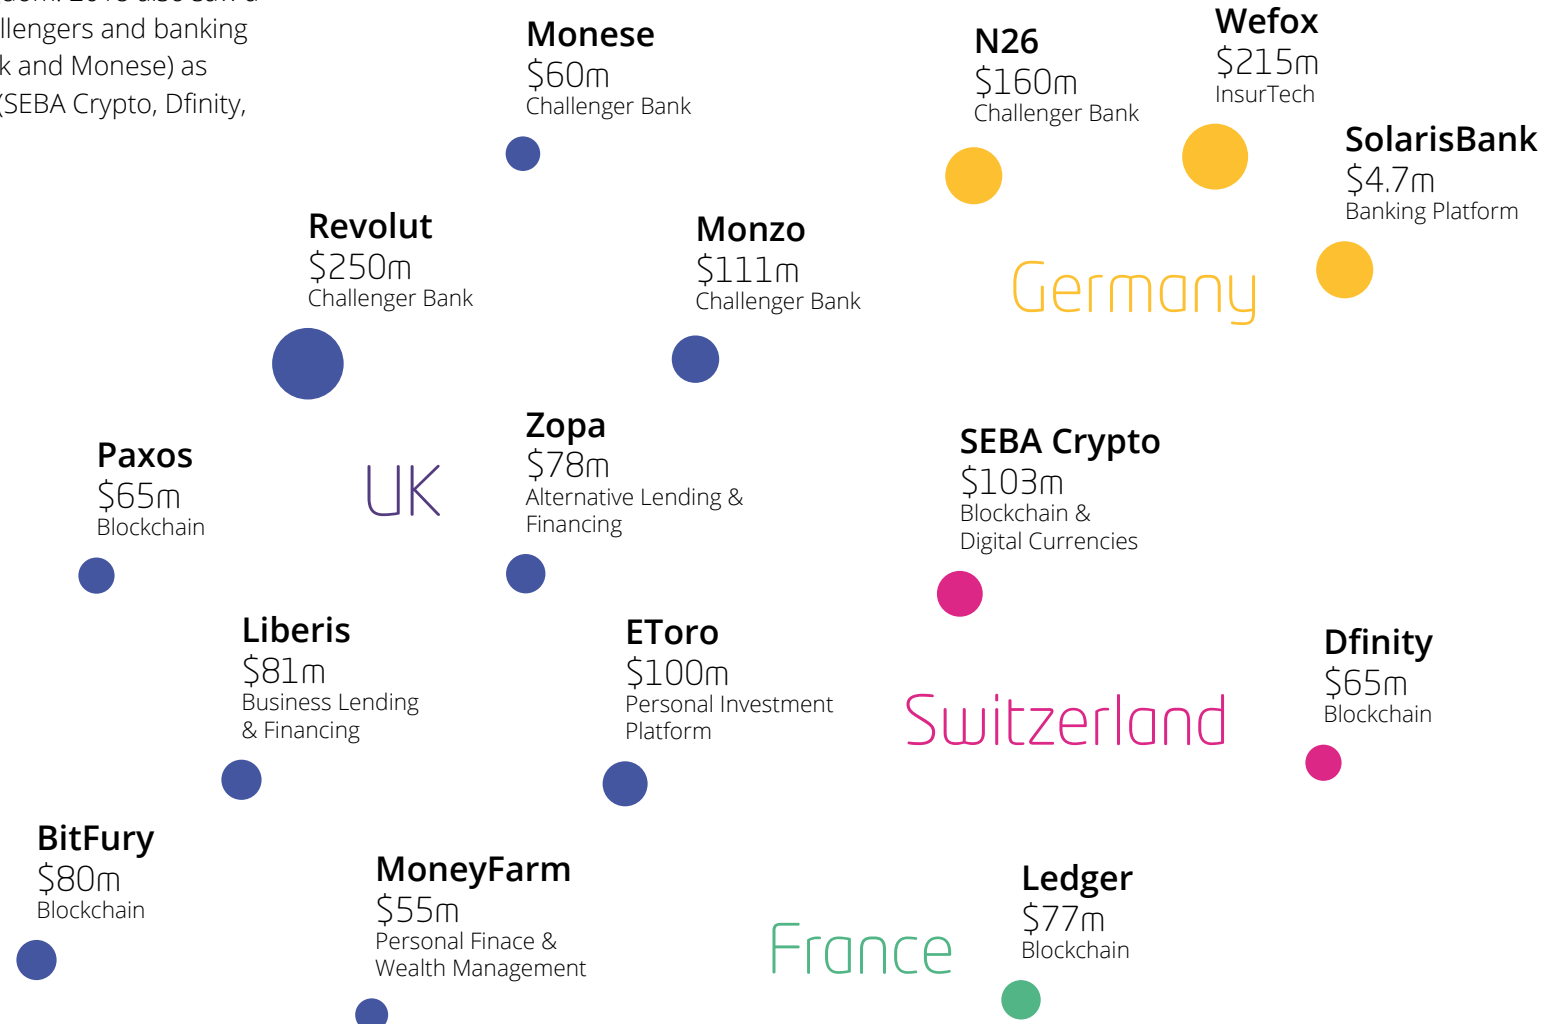 llengers and banking
k and Monese) as
(SEBA Crypto, Dfinity,
Monese
$60m
Challenger Bank
N26
$160m
Challenger Bank
Wefox
$215m
InsurTech
SolarisBank
$4.7m
Banking Platform
Revolut
$250m
Challenger Bank
Monzo
$111m
Challenger Bank
Germany
Paxos
$65m
Blockchain
UK
Zopa
$78m
Alternative Lending &
Financing
SEBA Crypto
$103m
Blockchain &
Digital Currencies
Liberis
$81m
Business Lending
& Financing
EToro
$100m
Personal Investment
Platform
Switzerland
Dfinity
$65m
Blockchain
BitFury
$80m
Blockchain
MoneyFarm
$55m
Personal Finace &
Wealth Management
France
Ledger
$77m
Blockchain